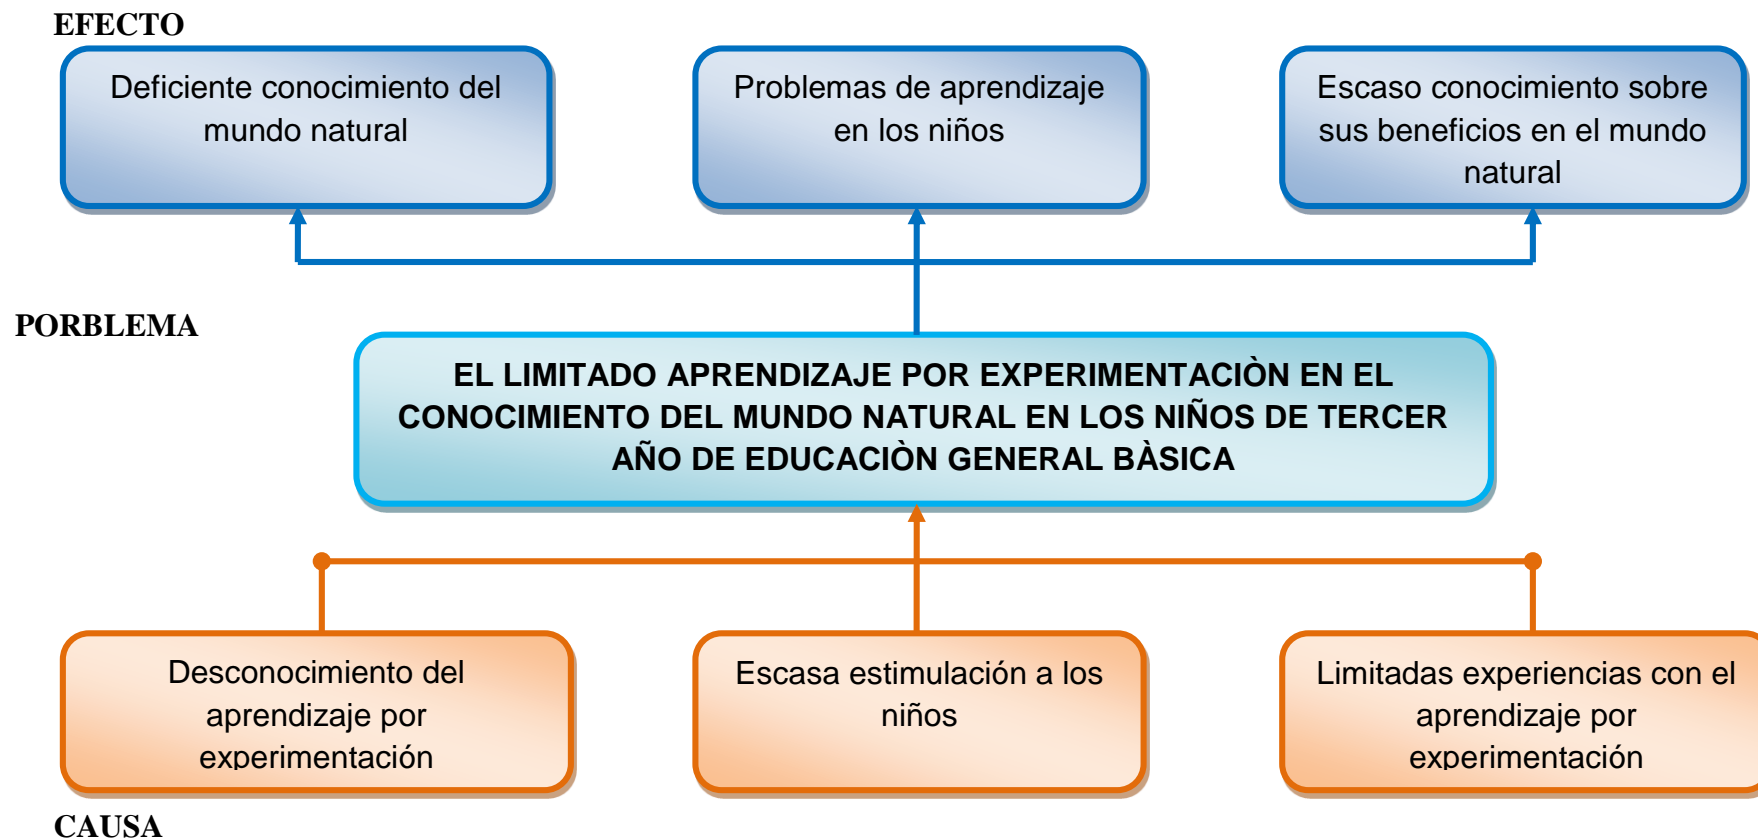 EFECTO
Deficiente conocimiento del
mundo natural
Problemas de aprendizaje
en los niños
Escaso conocimiento sobre
sus beneficios en el mundo
natural
PORBLEMA
EL LIMITADO APRENDIZAJE POR EXPERIMENTACIÒN EN EL
CONOCIMIENTO DEL MUNDO NATURAL EN LOS NIÑOS DE TERCER
AÑO DE EDUCACIÒN GENERAL BÀSICA
Desconocimiento del
aprendizaje por
experimentación
Escasa estimulación a los
niños
Limitadas experiencias con el
aprendizaje por
experimentación
CAUSA